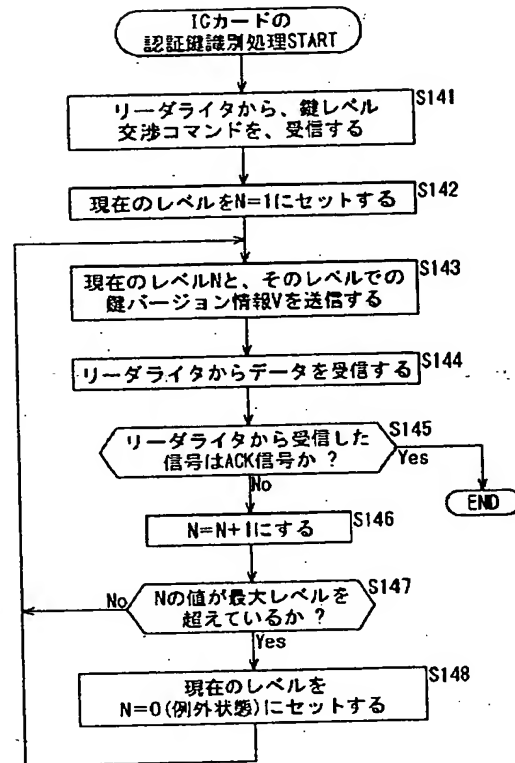 ICカードの
認証鍵識別処理START
リーダライタから、鍵レベル
交渉コマンドを、受信する
S141
現在のレベルをN=1にセットする
S142
現在のレベルNと、そのレベルでの
鍵バージョン情報Vを送信する
S143
リーダライタからデータを受信する
S144
リーダライタから受信した
信号はACK信号か ?
S145
Yes
No
END
N=N+1にする
S146
Nの値が最大レベルを
超えているか ?
S147
No
Yes
現在のレベルを
N=0(例外状態)にセットする
S148